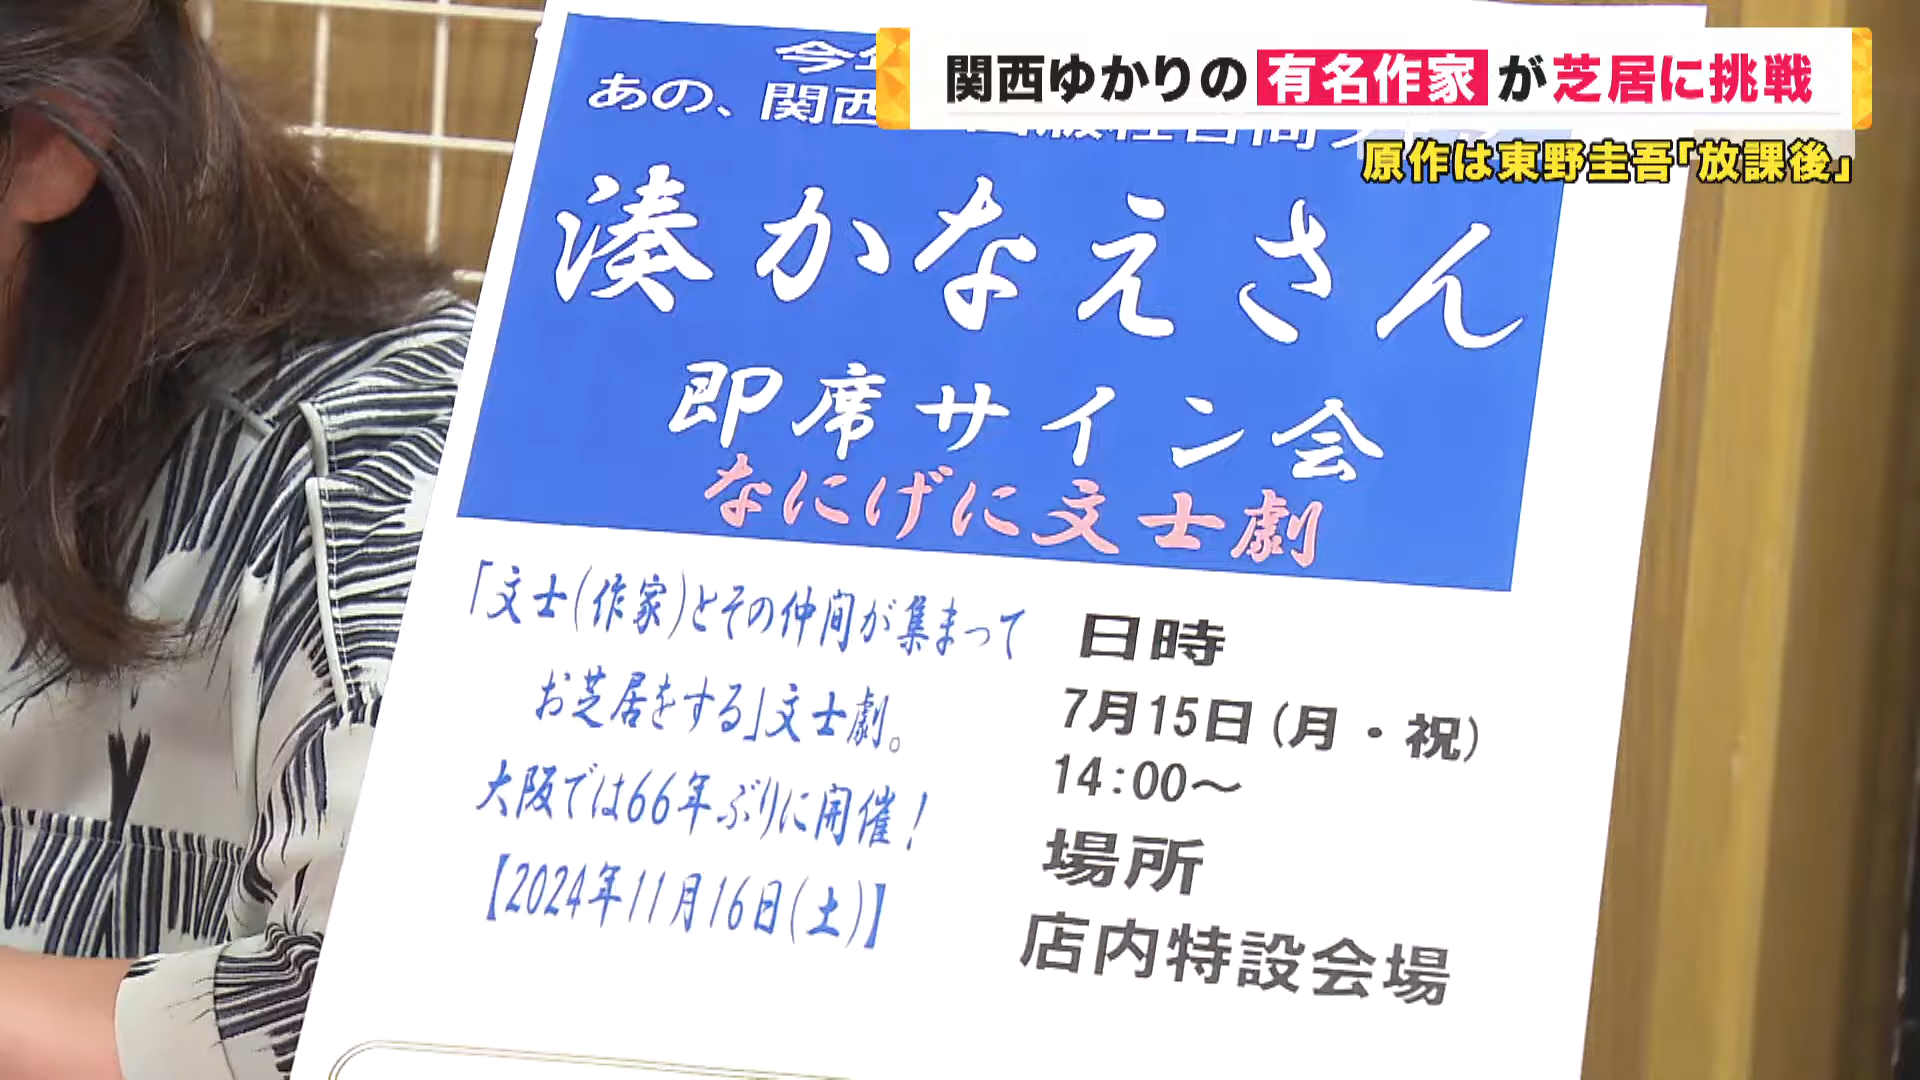 関西ゆかりの有名作家が芝居に挑戦
原作は東野圭吾「放課後」
あの、関西
湊かなえさん
即席サイン会
なにげに文士劇
「文士(作家)とその仲間が集まって
お芝居をする」文士劇。
大阪では66年ぶりに開催!
【2024年11月16日(土)】
日時
7月15日(月・祝)
14:00〜
場所
店内特設会場